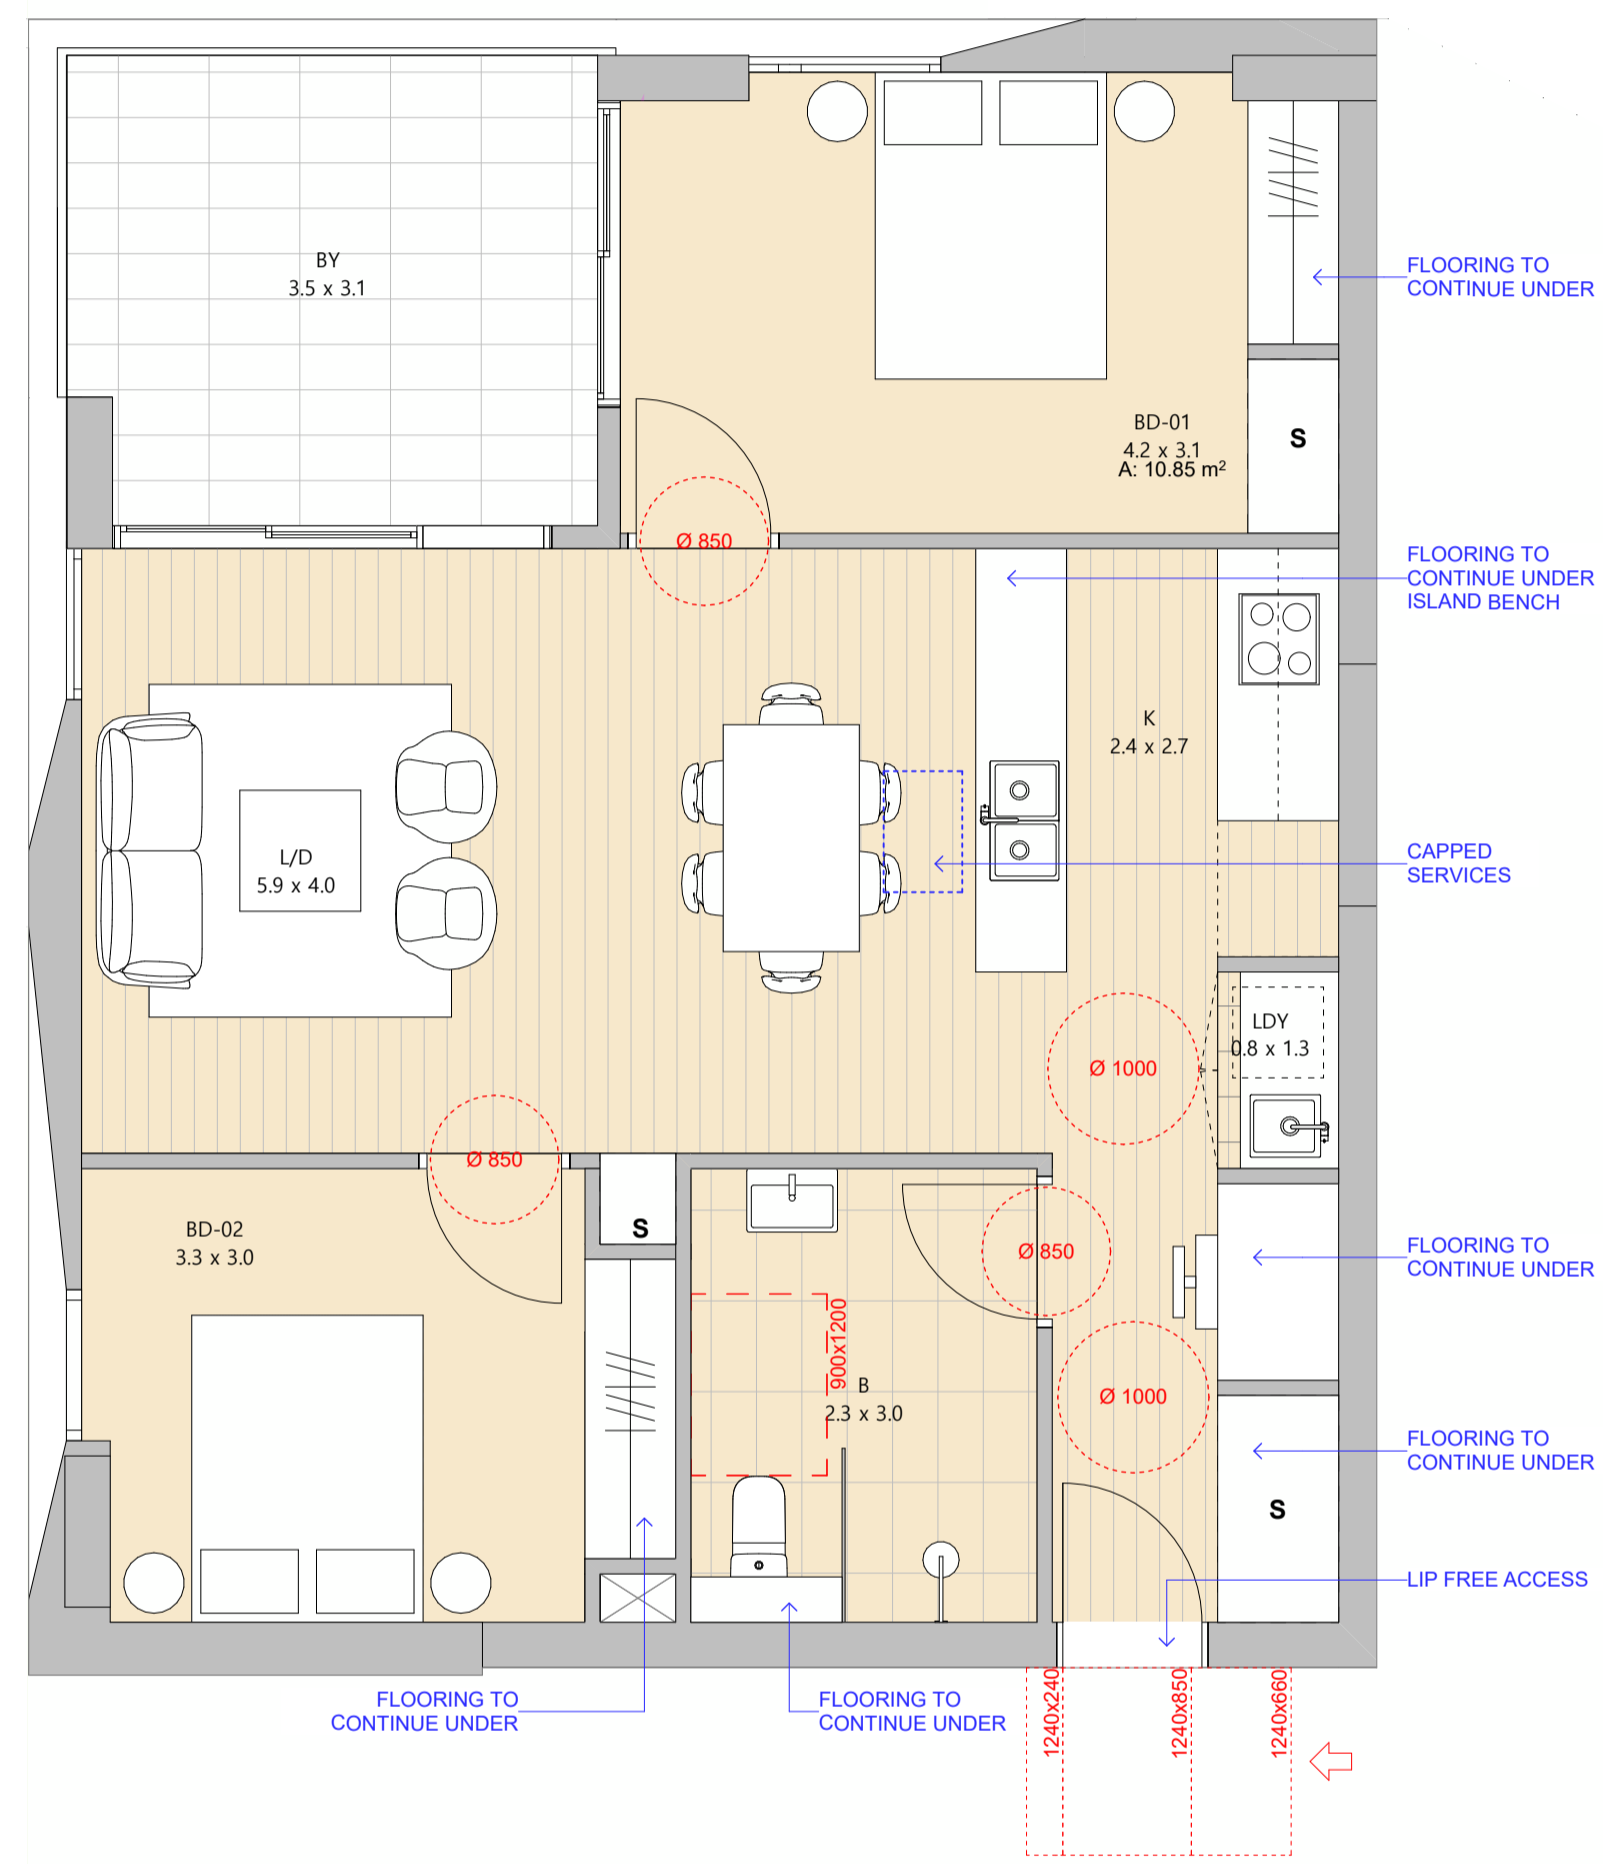 BY
3.5 x 3.1
FLOORING TO
CONTINUE UNDER
BD-01
4.2 x 3.1
A: 10.85 m²
S
Ø 850
FLOORING TO
CONTINUE UNDER
ISLAND BENCH
K
2.4 x 2.7
L/D
5.9 x 4.0
CAPPED
SERVICES
LDY
0.8 x 1.3
Ø 1000
Ø 850
BD-02
3.3 x 3.0
S
Ø 850
FLOORING TO
CONTINUE UNDER
900x1200
B
2.3 x 3.0
Ø 1000
FLOORING TO
CONTINUE UNDER
S
LIP FREE ACCESS
FLOORING TO
CONTINUE UNDER
FLOORING TO
CONTINUE UNDER
1240x240
1240x850
1240x660